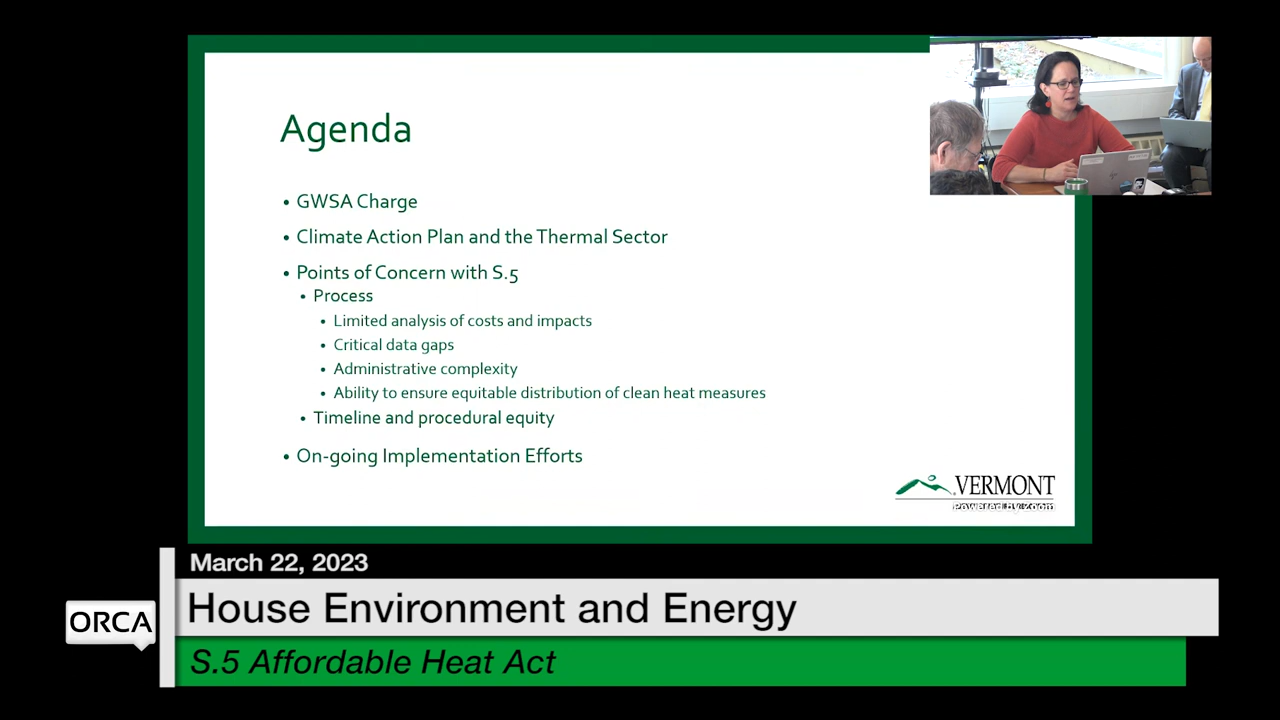 Agenda
• GWSA Charge
• Climate Action Plan and the Thermal Sector
• Points of Concern with S.5
• Process
• Limited analysis of costs and impacts
• Critical data gaps
• Administrative complexity
• Ability to ensure equitable distribution of clean heat measures
• Timeline and procedural equity
• On-going Implementation Efforts
VERMONT
Powered by Zoom
March 22, 2023
House Environment and Energy
ORCA
S.5 Affordable Heat Act